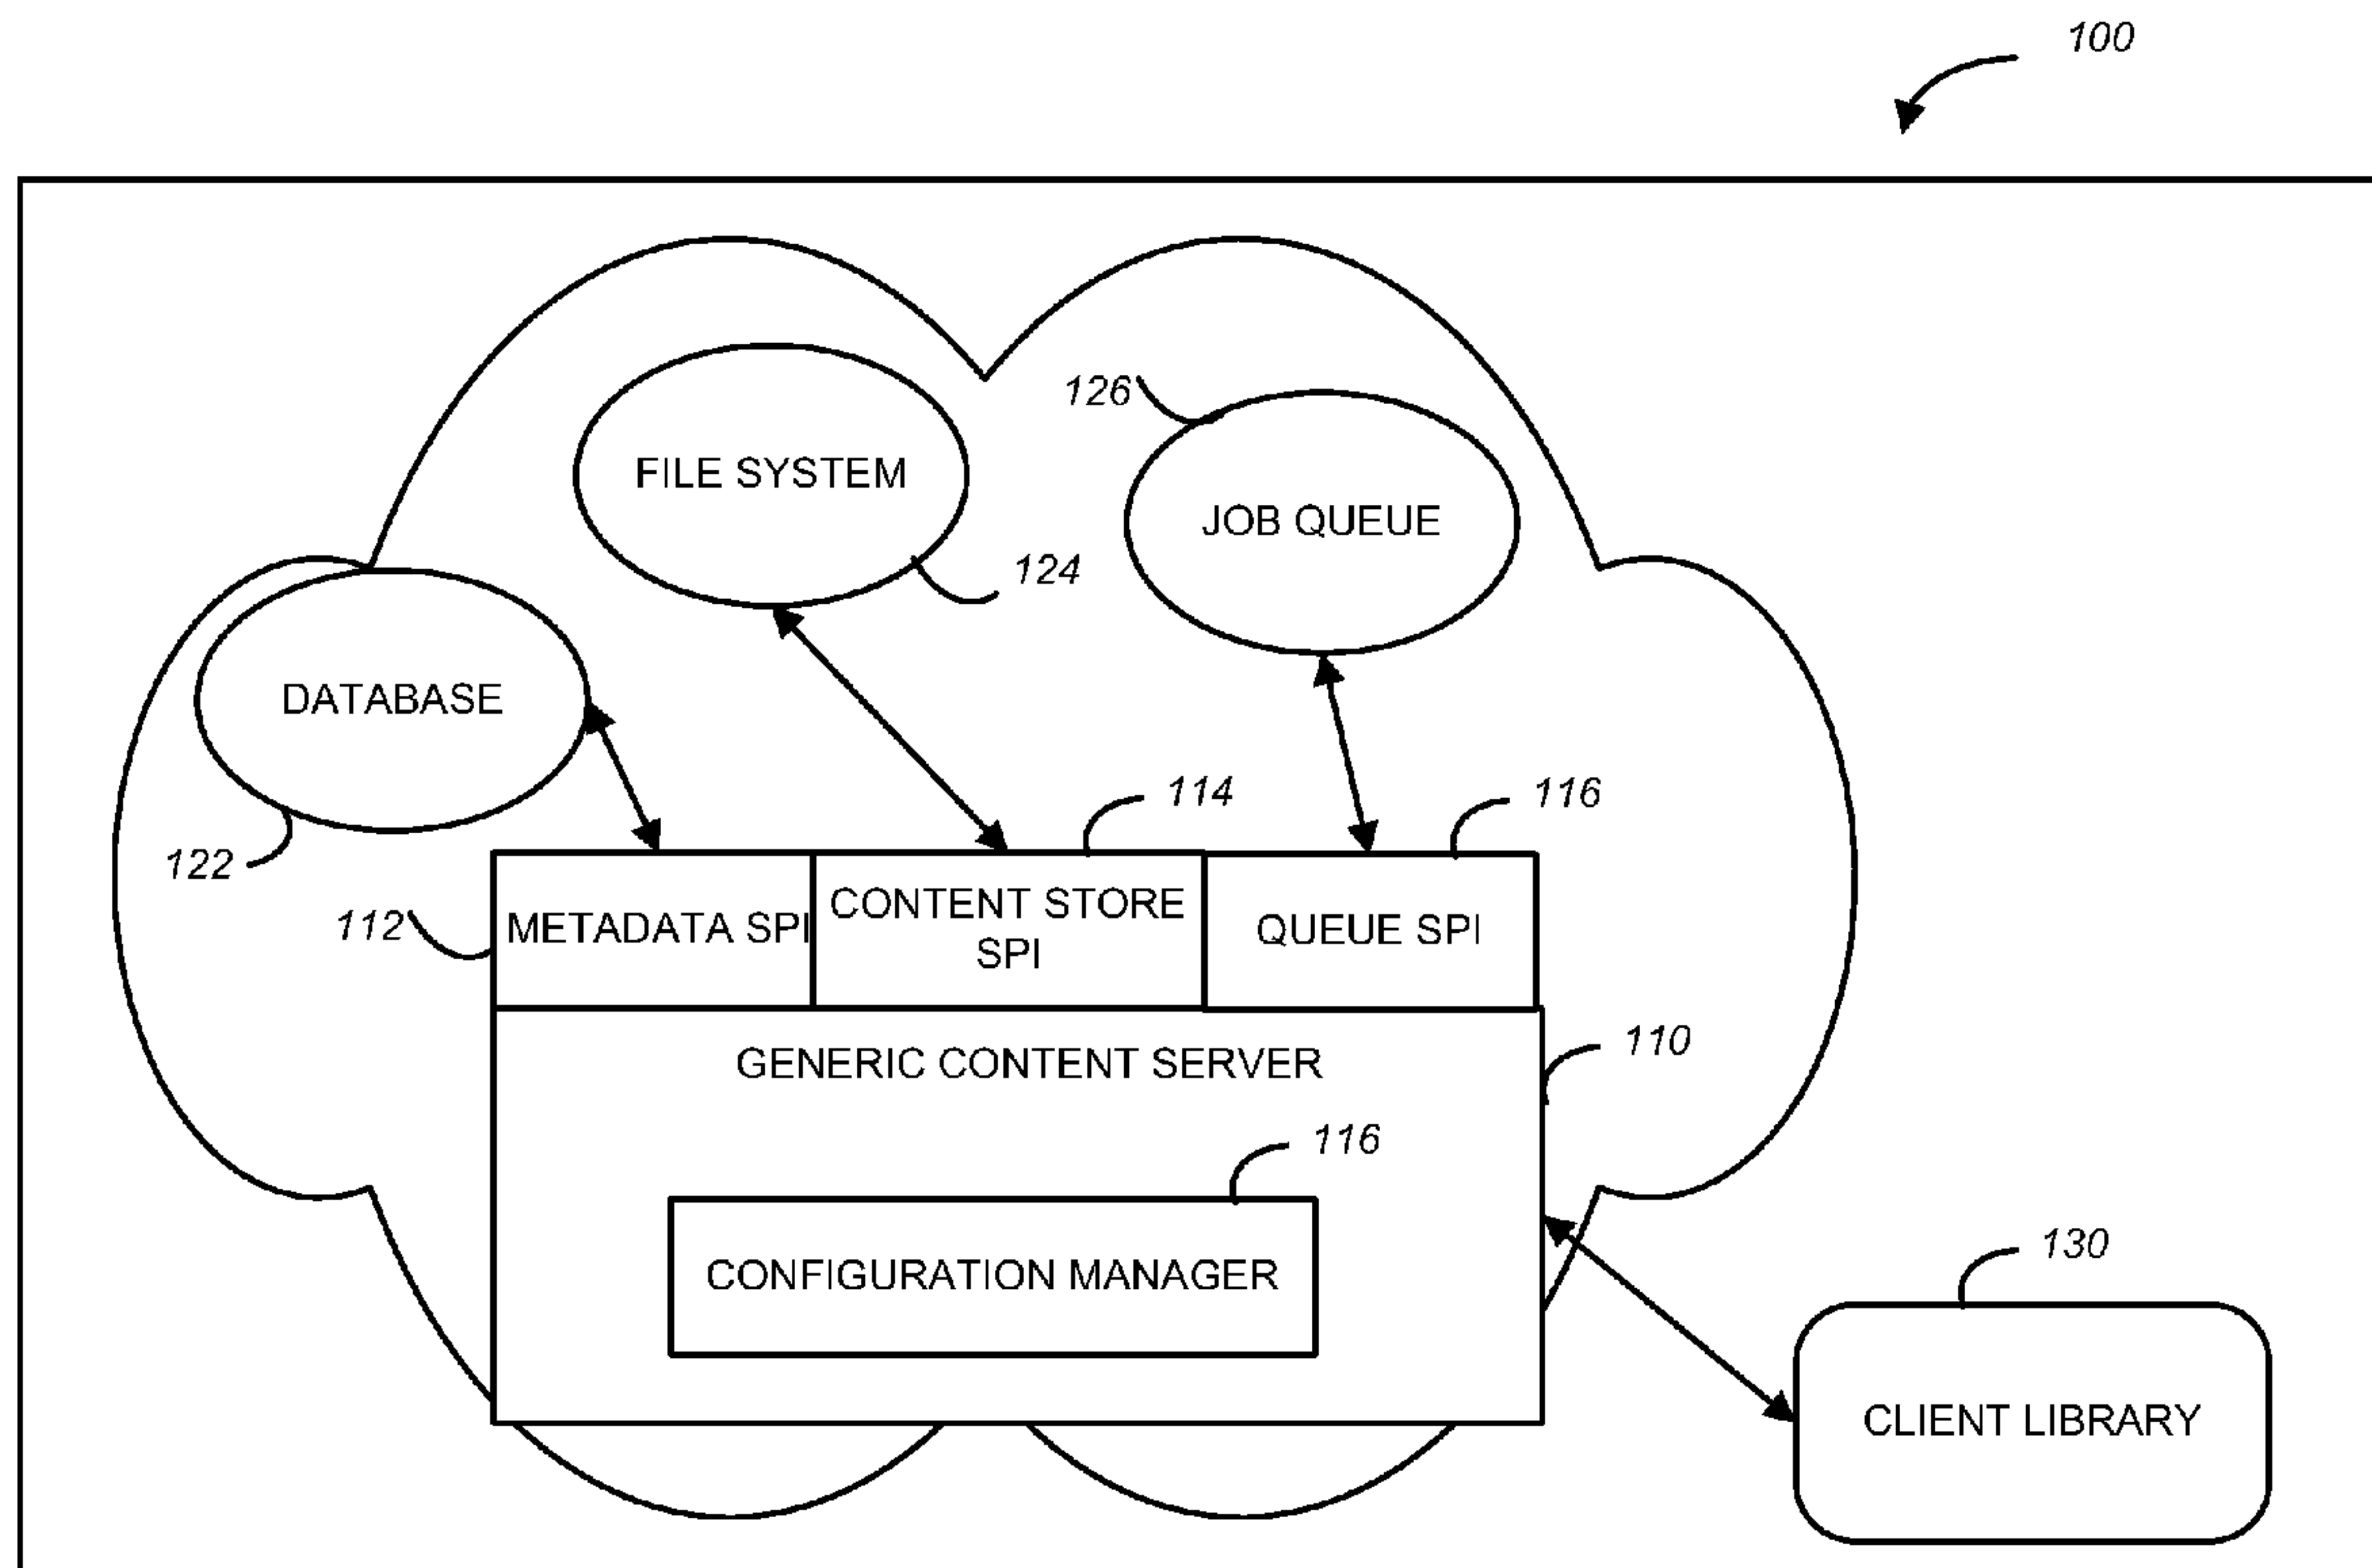 100
126
FILE SYSTEM
JOB QUEUE
124
DATABASE
114
116
122
112
METADATA SPI
CONTENT STORE
SPI
QUEUE SPI
110
GENERIC CONTENT SERVER
116
CONFIGURATION MANAGER
130
CLIENT LIBRARY